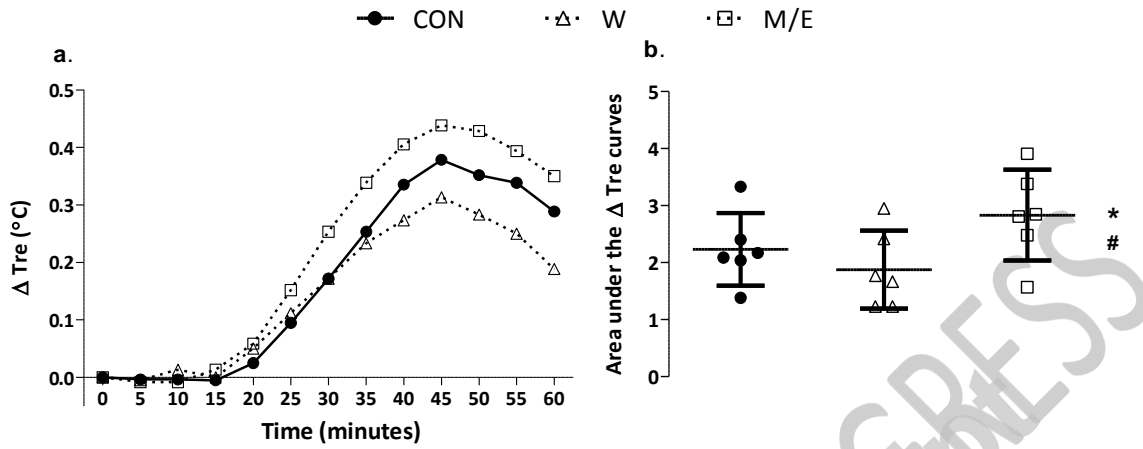 CON W M/E
a.
b.
Δ Tre (°C)
0.5
0.4
0.3
0.2
0.1
0.0
0 5 10 15 20 25 30 35 40 45 50 55 60
Time (minutes)
Area under the Δ Tre curves
5
4
3
2
1
0
*
#